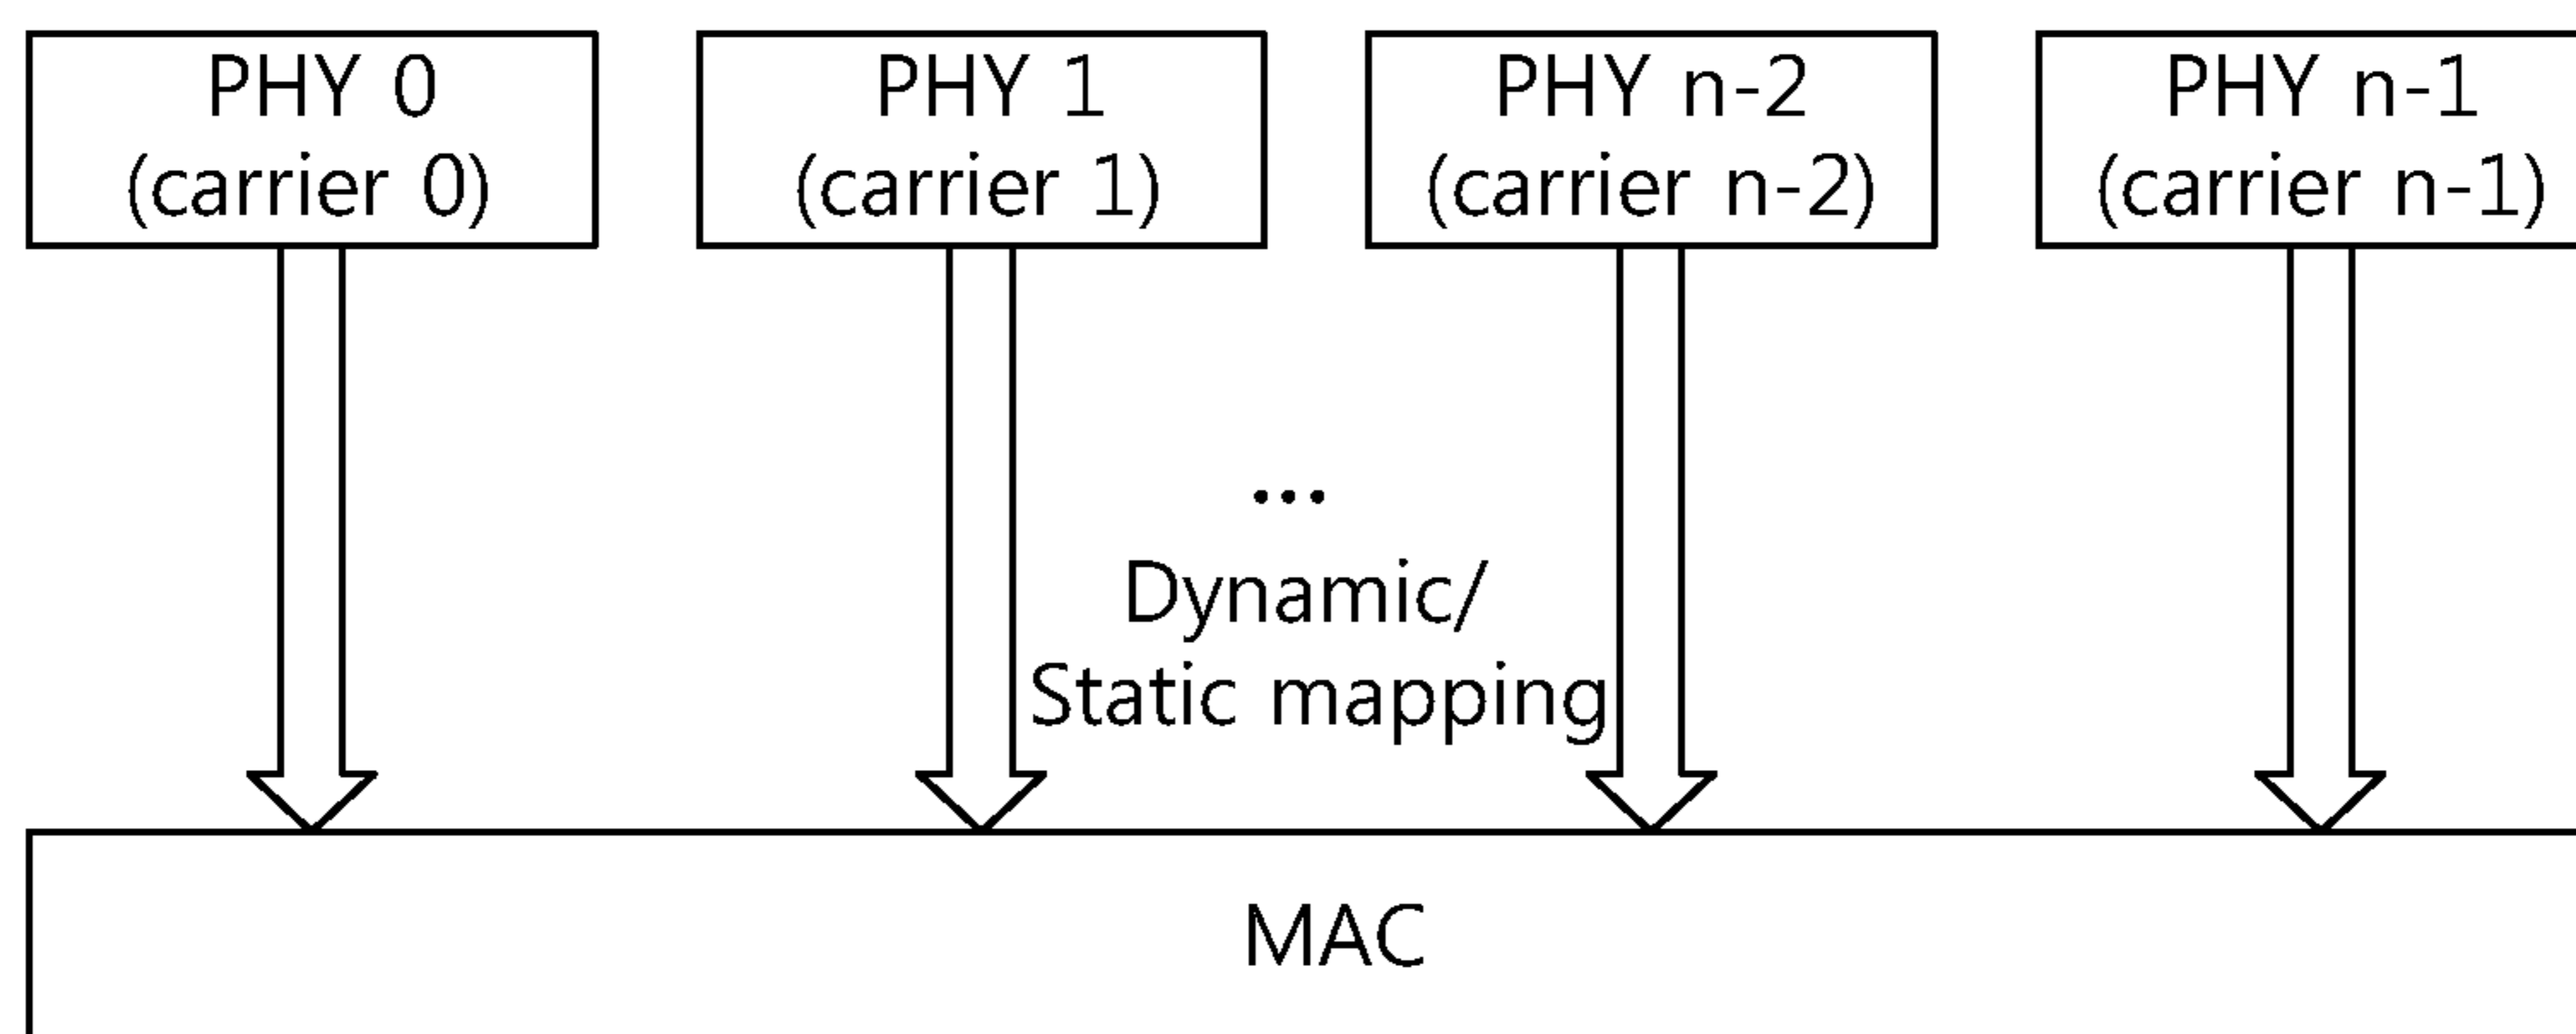 PHY 0
(carrier 0)
PHY 1
(carrier 1)
PHY n-2
(carrier n-2)
PHY n-1
(carrier n-1)
...
Dynamic/
Static mapping
MAC